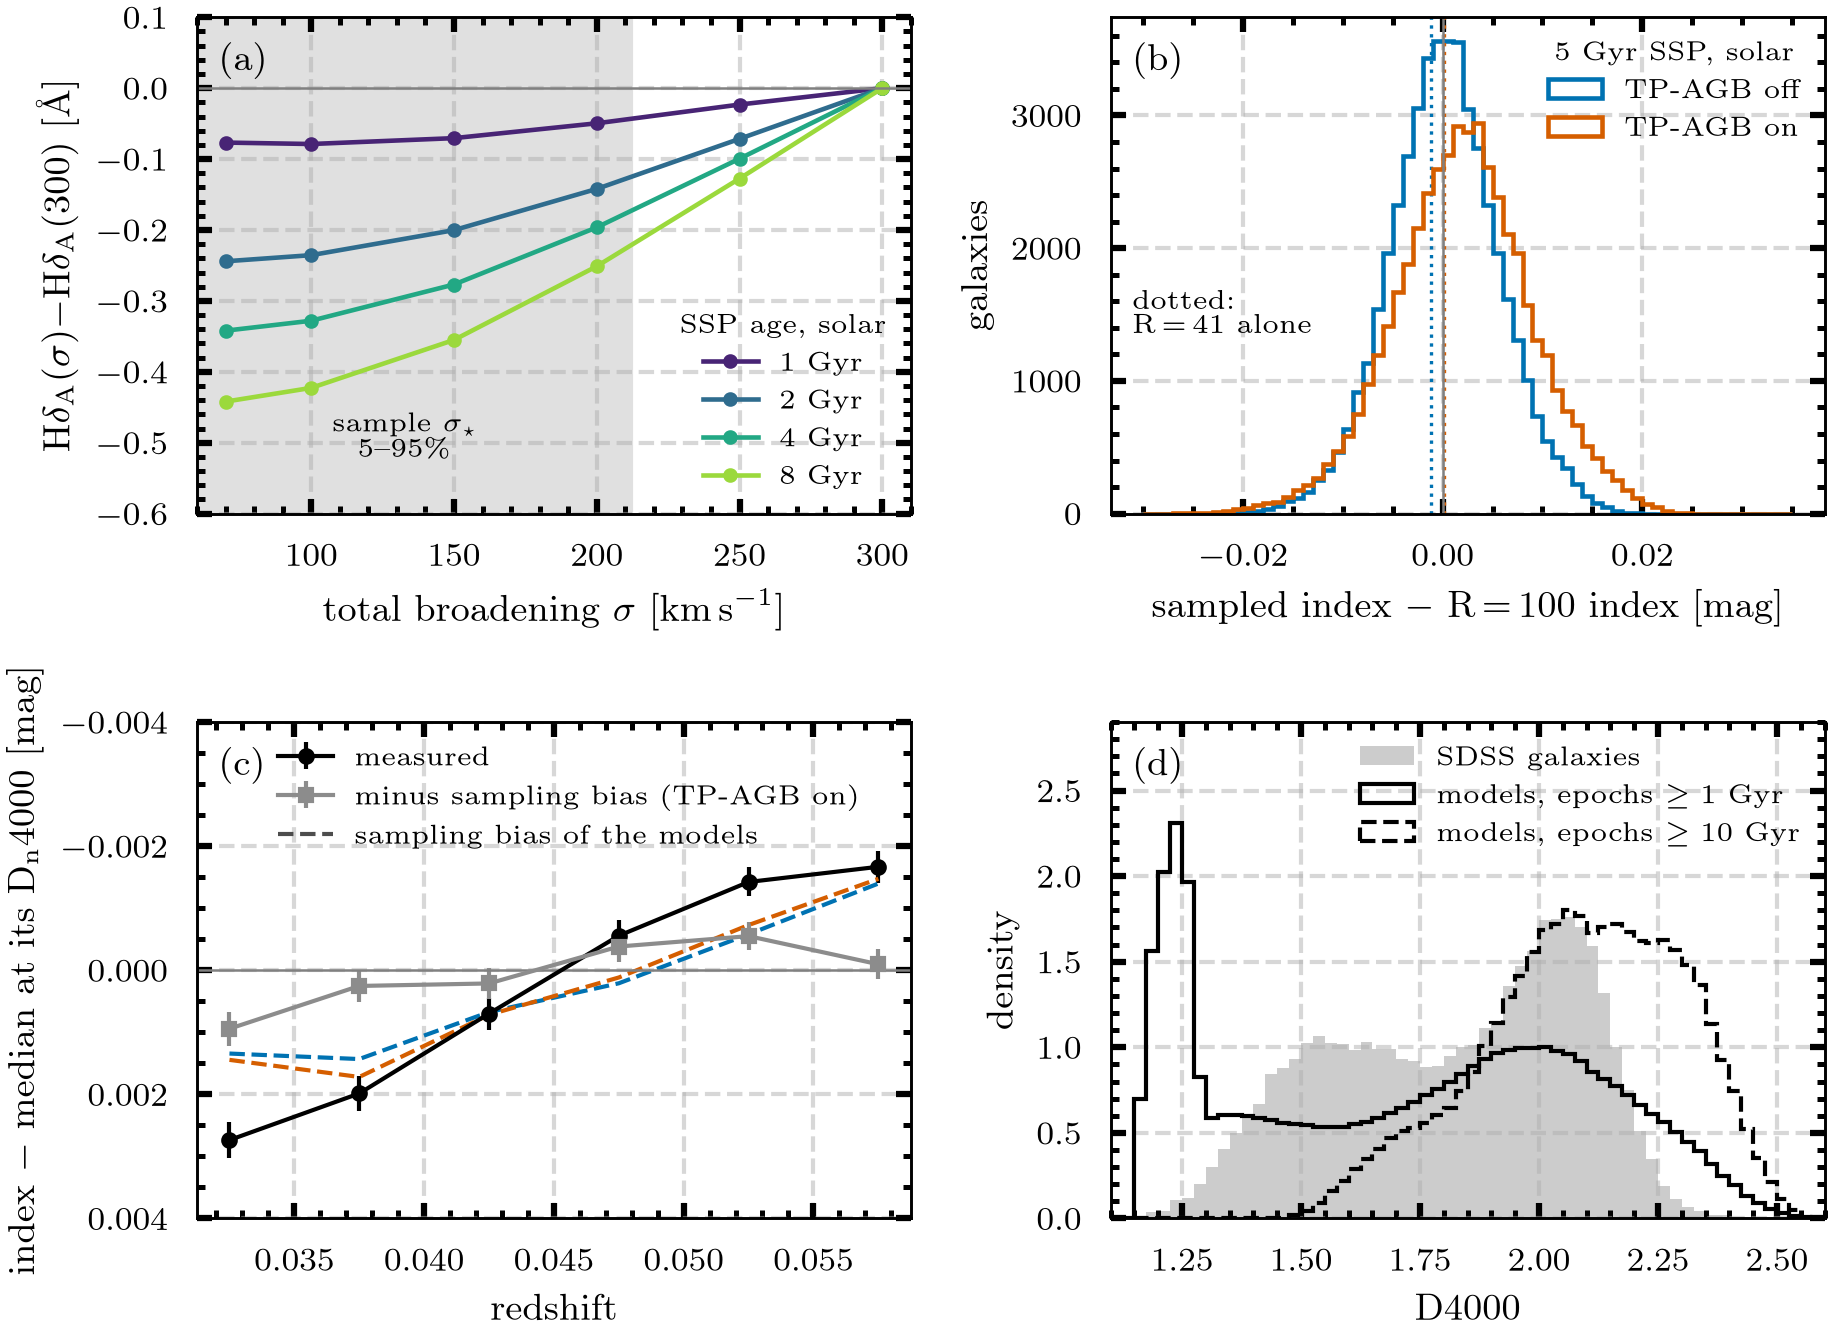 (a)
0.1
0.0
−0.1
−0.2
−0.3
−0.4
−0.5
−0.6
HδA(σ)−HδA(300) [Å]
sample σ⋆
5–95%
SSP age, solar
1 Gyr
2 Gyr
4 Gyr
8 Gyr
100 150 200 250 300
total broadening σ [km s−1]
(b)
5 Gyr SSP, solar
TP-AGB off
TP-AGB on
dotted:
R = 41 alone
3000
2000
1000
0
galaxies
−0.02 0.00 0.02
sampled index − R = 100 index [mag]
(c)
measured
minus sampling bias (TP-AGB on)
sampling bias of the models
−0.004
−0.002
0.000
0.002
0.004
index − median at its Dn4000 [mag]
0.035 0.040 0.045 0.050 0.055
redshift
(d)
SDSS galaxies
models, epochs ≥ 1 Gyr
models, epochs ≥ 10 Gyr
2.5
2.0
1.5
1.0
0.5
0.0
density
1.25 1.50 1.75 2.00 2.25 2.50
D4000